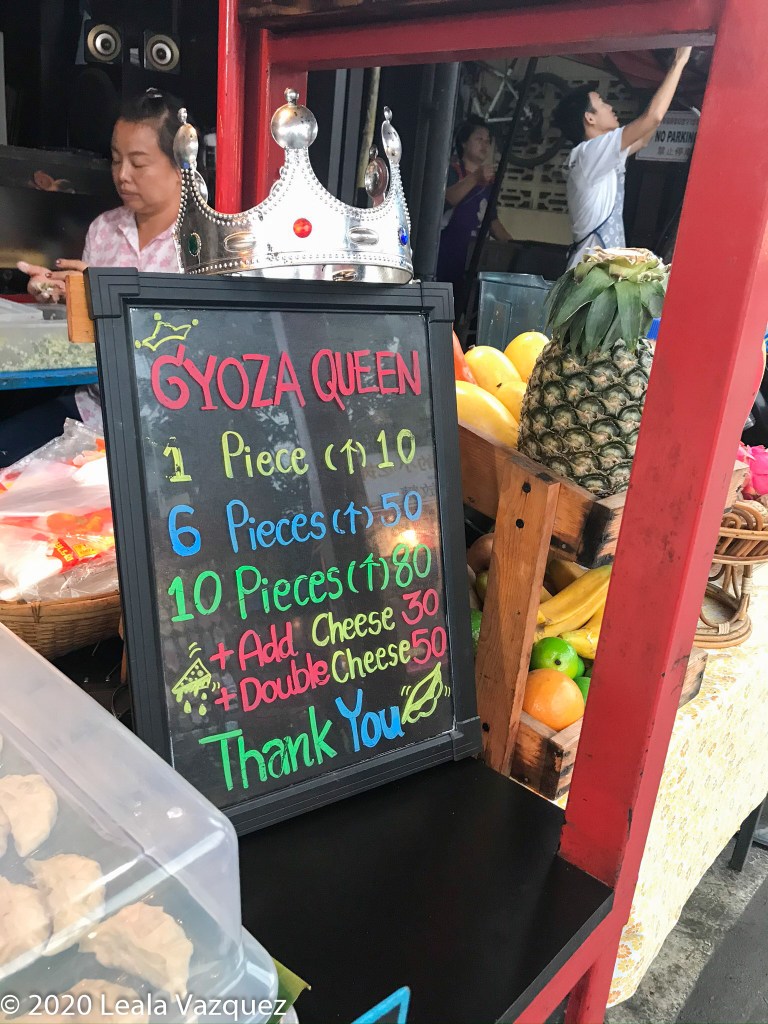 NO PARKING
GYOZA QUEEN
1 Piece (↑) 10
6 Pieces (↑) 50
10 Pieces (↑) 80
+ Add Cheese 30
+ Double Cheese 50
Thank You
© 2020 Leala Vazquez